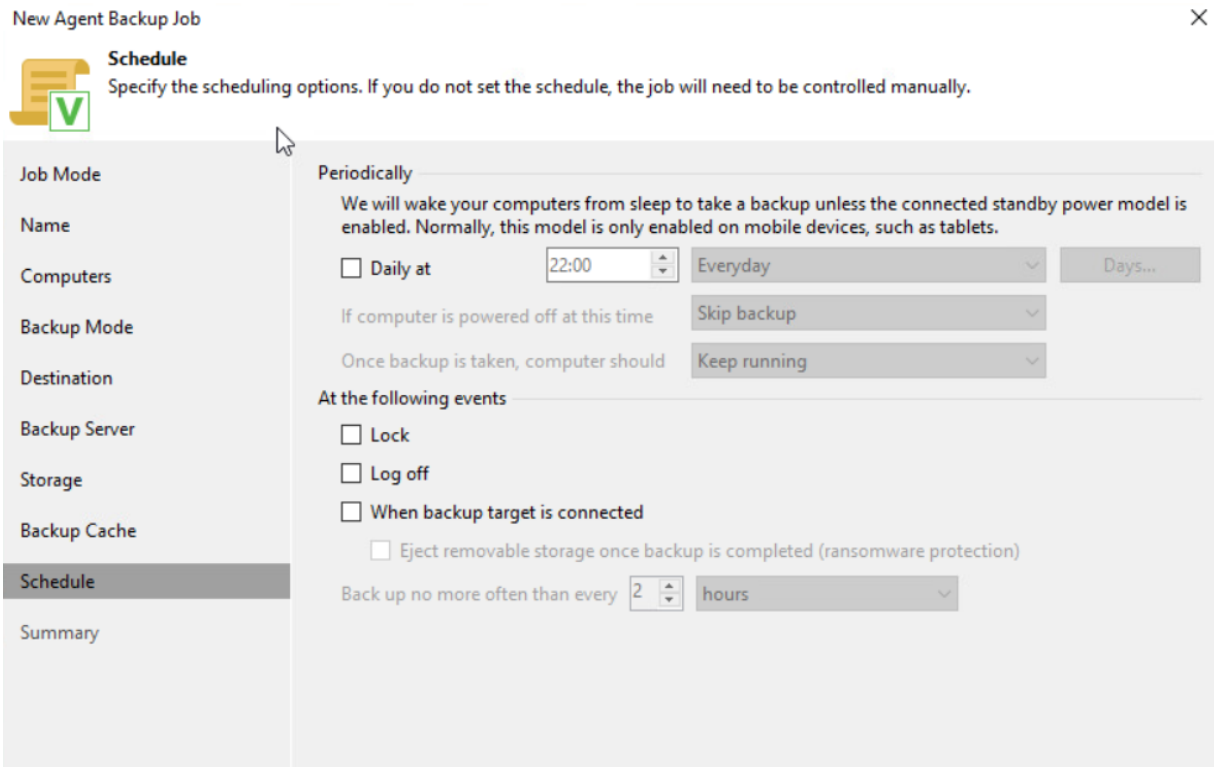 New Agent Backup Job
Schedule
Specify the scheduling options. If you do not set the schedule, the job will need to be controlled manually.
V
Job Mode
Name
Computers
Backup Mode
Destination
Backup Server
Storage
Backup Cache
Schedule
Summary
Periodically
We will wake your computers from sleep to take a backup unless the connected standby power model is
enabled. Normally, this model is only enabled on mobile devices, such as tablets.
Daily at 22:00 Everyday Days...
If computer is powered off at this time Skip backup
Once backup is taken, computer should Keep running
At the following events
Lock
Log off
When backup target is connected
Eject removable storage once backup is completed (ransomware protection)
Back up no more often than every 2 hours